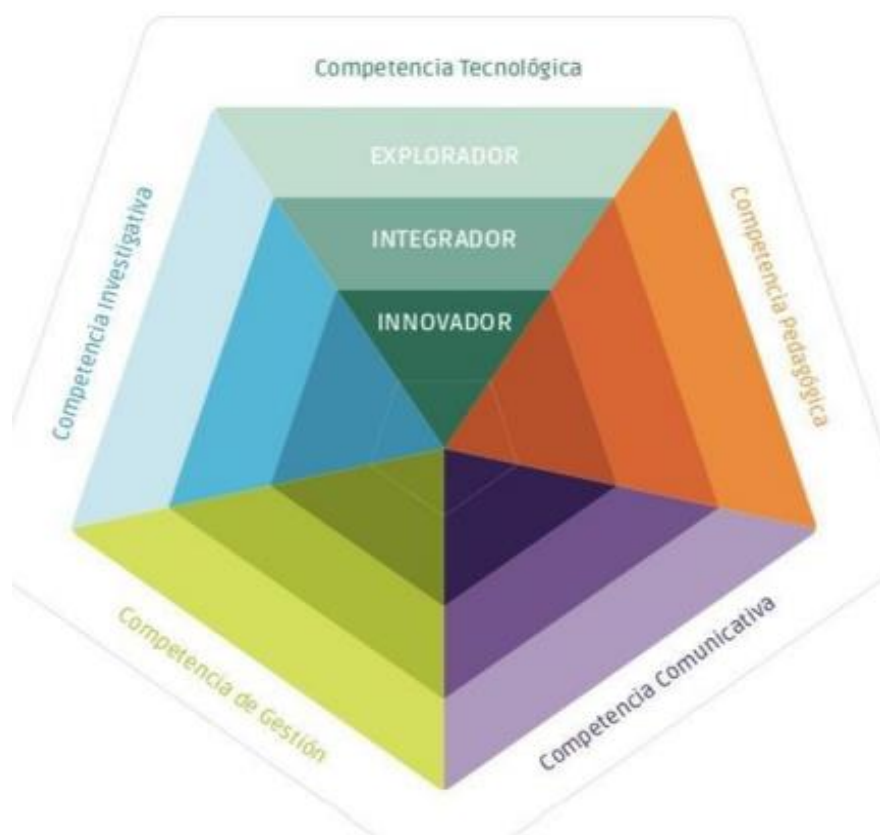 Competencia Tecnológica
EXPLORADOR
INTEGRADOR
INNOVADOR
Competencia Investigativa
Competencia Pedagógica
Competencia de Gestión
Competencia Comunicativa